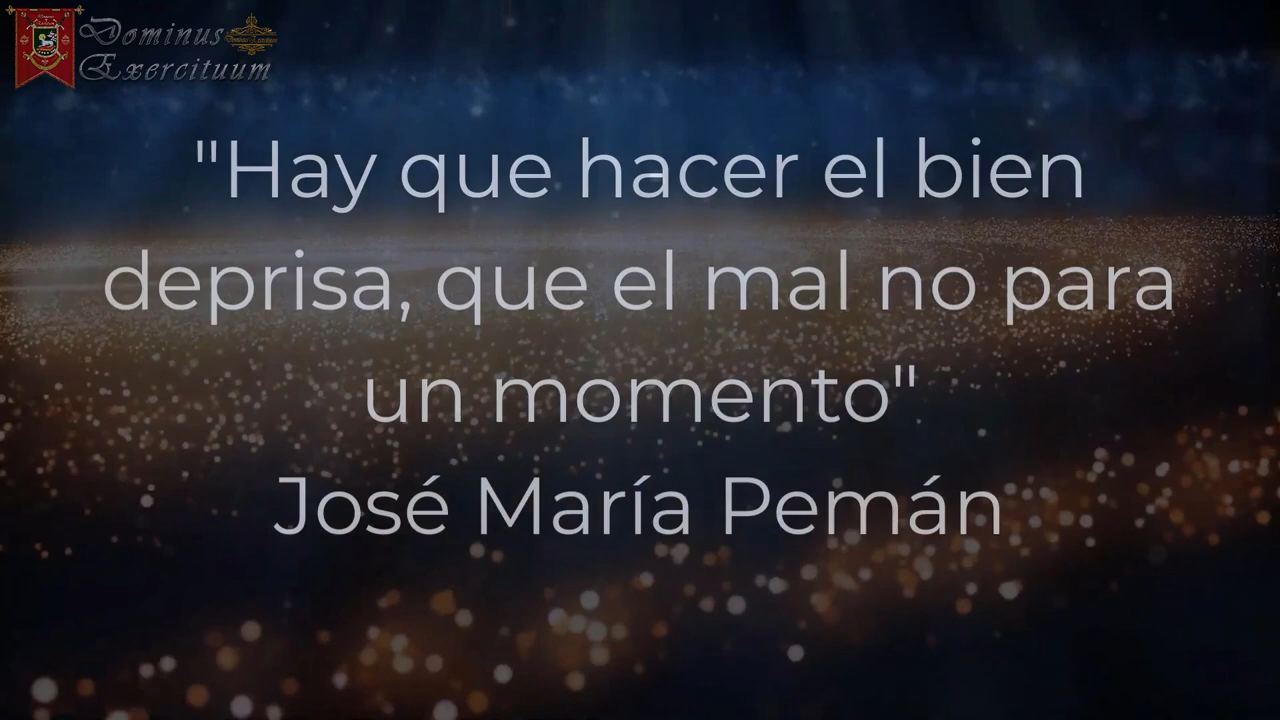 Dominus
Exercituum
"Hay que hacer el bien
deprisa, que el mal no para
un momento"
José María Pemán